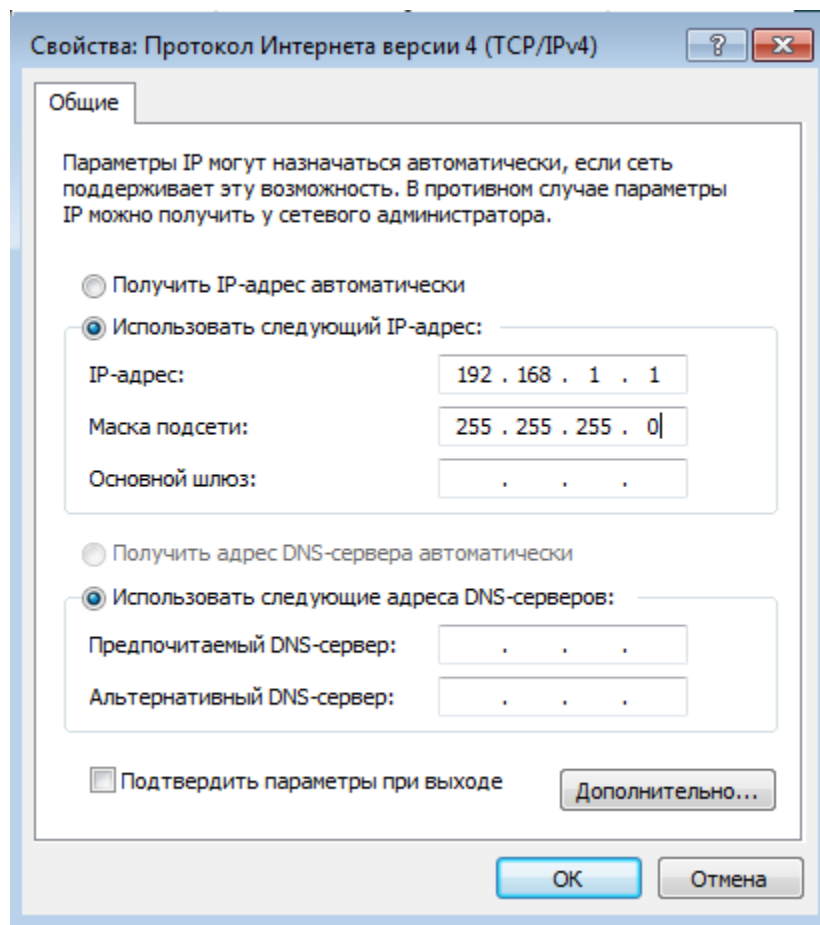 Свойства: Протокол Интернета версии 4 (TCP/IPv4)
Общие
Параметры IP могут назначаться автоматически, если сеть
поддерживает эту возможность. В противном случае параметры
IP можно получить у сетевого администратора.
Получить IP-адрес автоматически
Использовать следующий IP-адрес:
IP-адрес: 192 . 168 . 1 . 1
Маска подсети: 255 . 255 . 255 . 0
Основной шлюз: . . .
Получить адрес DNS-сервера автоматически
Использовать следующие адреса DNS-серверов:
Предпочитаемый DNS-сервер: . . .
Альтернативный DNS-сервер: . . .
Подтвердить параметры при выходе
Дополнительно...
ОК Отмена